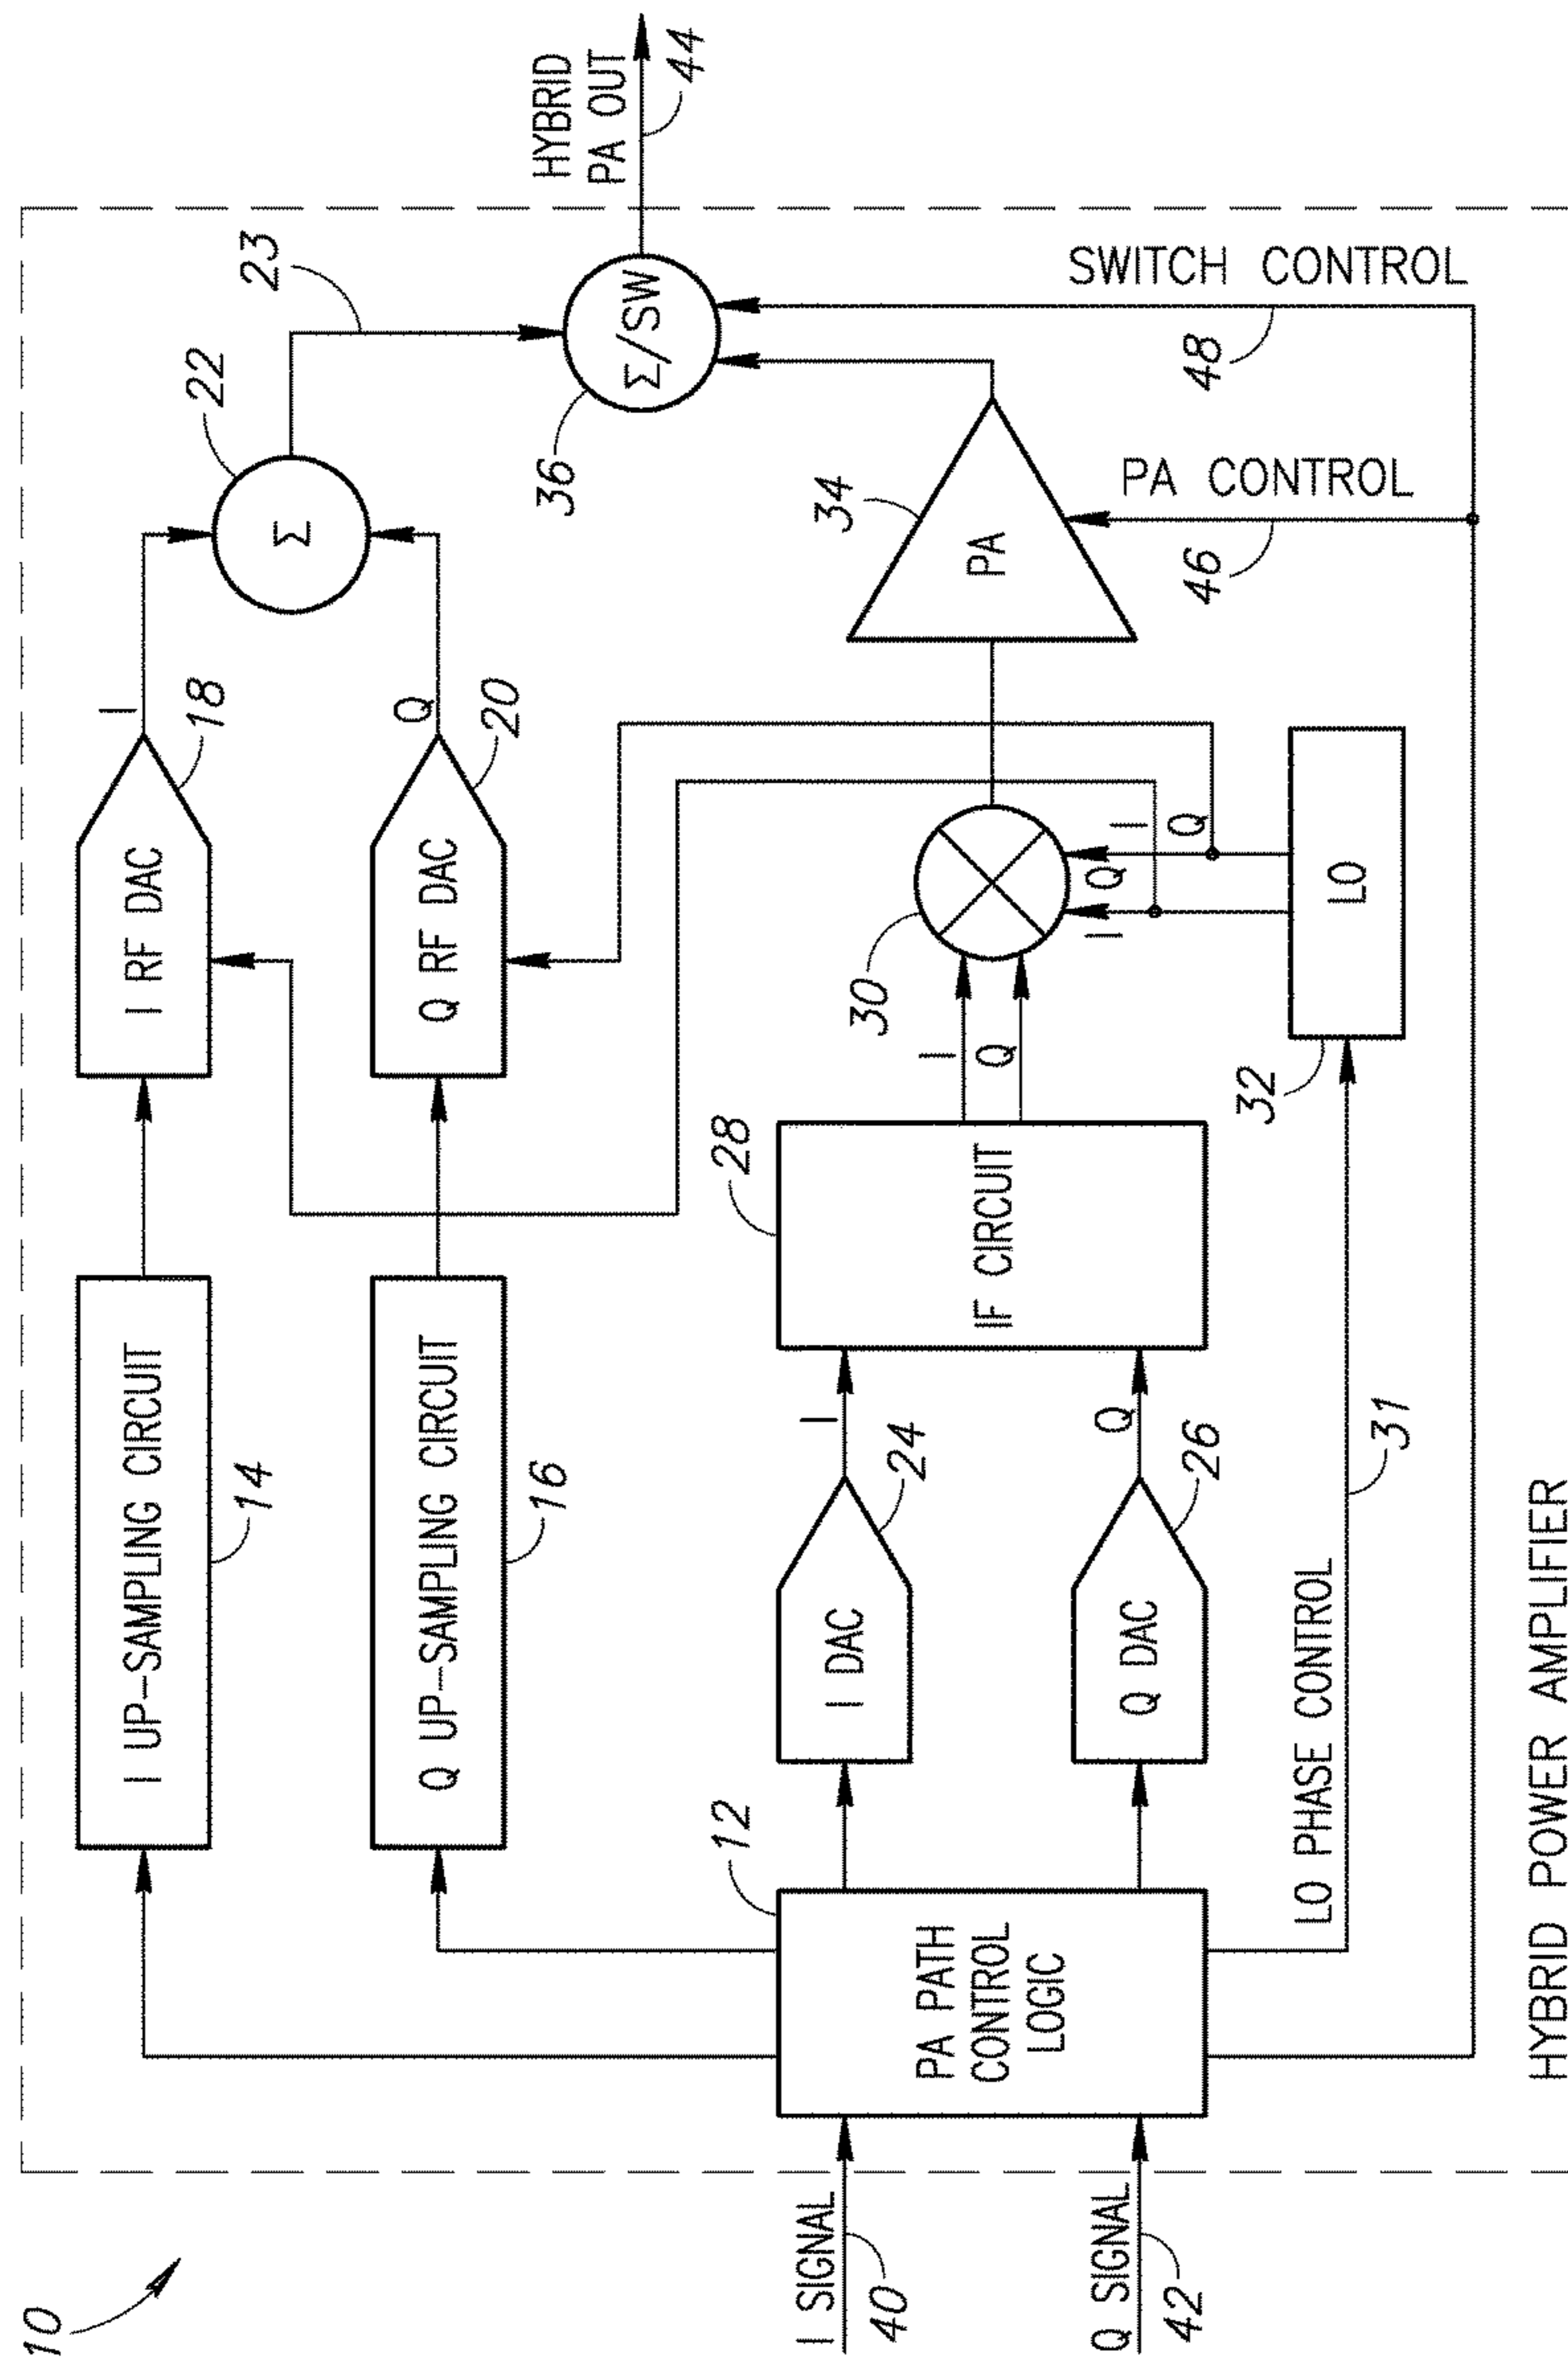 10
I UP-SAMPLING CIRCUIT
14
I RF DAC
18
I
22
Σ
23
Q UP-SAMPLING CIRCUIT
16
Q RF DAC
20
Q
HYBRID
PA OUT
44
Σ/SW
36
I SIGNAL
40
Q SIGNAL
42
PA PATH
CONTROL
LOGIC
12
I DAC
24
I
Q DAC
26
Q
IF CIRCUIT
28
I
Q
30
I
Q
I
Q
PA
34
LO
32
LO PHASE CONTROL
31
PA CONTROL
46
SWITCH CONTROL
48
HYBRID POWER AMPLIFIER